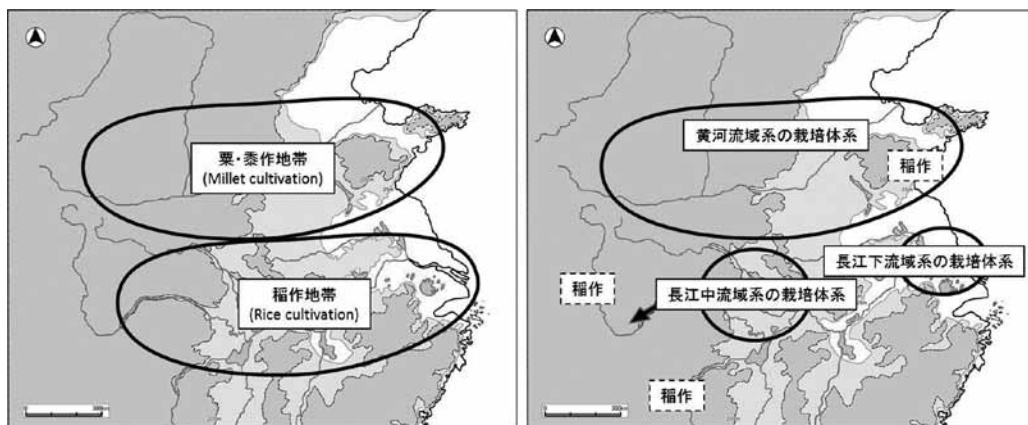 粟・黍作地帯
(Millet cultivation)
稲作地帯
(Rice cultivation)
黄河流域系の栽培体系
稲作
長江下流域系の栽培体系
稲作
長江中流域系の栽培体系
稲作